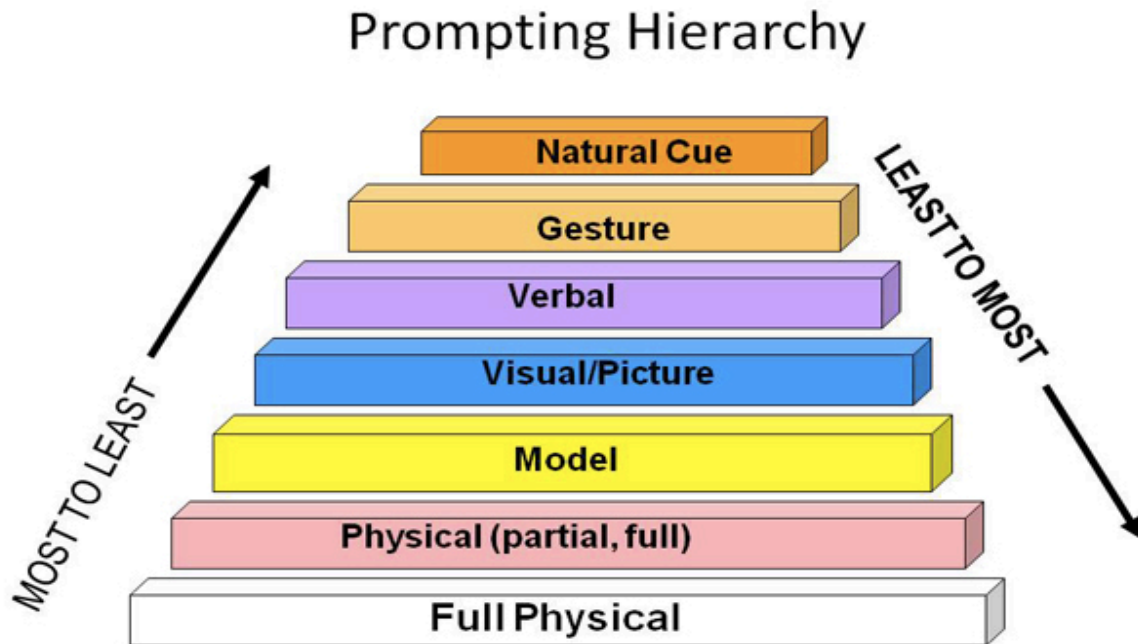 Prompting Hierarchy
Natural Cue
Gesture
Verbal
Visual/Picture
Model
Physical (partial, full)
Full Physical
MOST TO LEAST
LEAST TO MOST